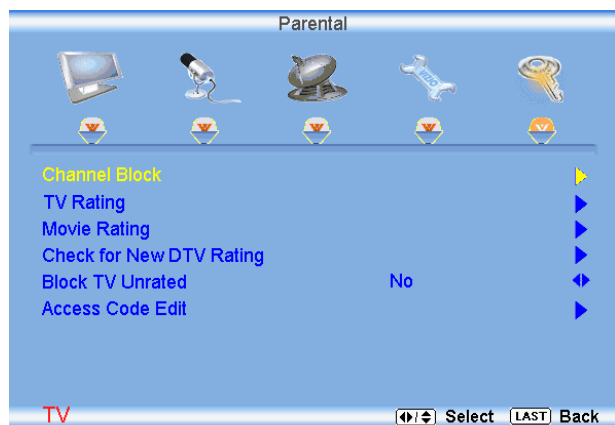 Parental
VIZIO
Channel Block
TV Rating
Movie Rating
Check for New DTV Rating
Block TV Unrated No
Access Code Edit
TV Select LAST Back